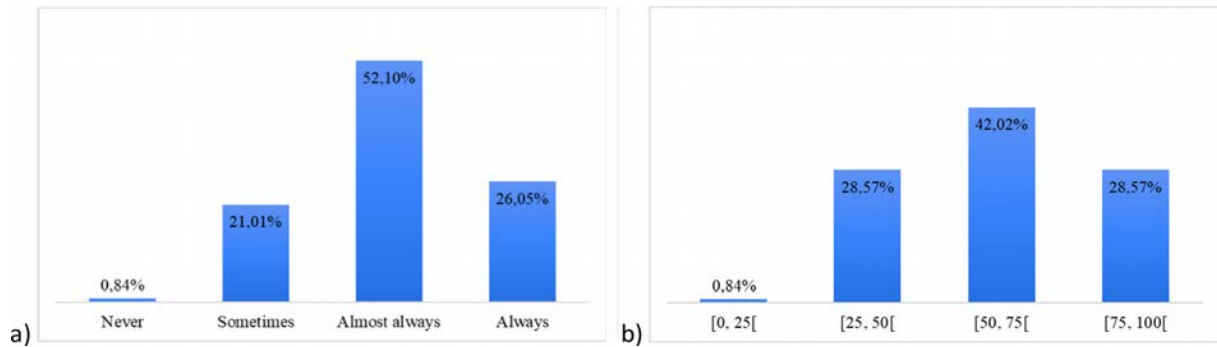 52,10%
26,05%
21,01%
0,84%
Never Sometimes Almost always Always
a)
42,02%
28,57% 28,57%
0,84%
[0, 25[ [25, 50[ [50, 75[ [75, 100[
b)